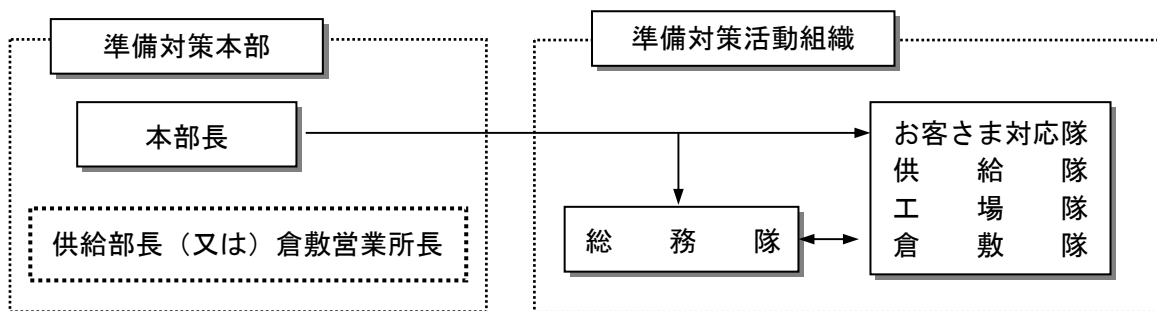 準備対策本部
本部長
供給部長（又は）倉敷営業所長
準備対策活動組織
総務隊
お客さま対応隊
供給隊
工場隊
倉敷隊